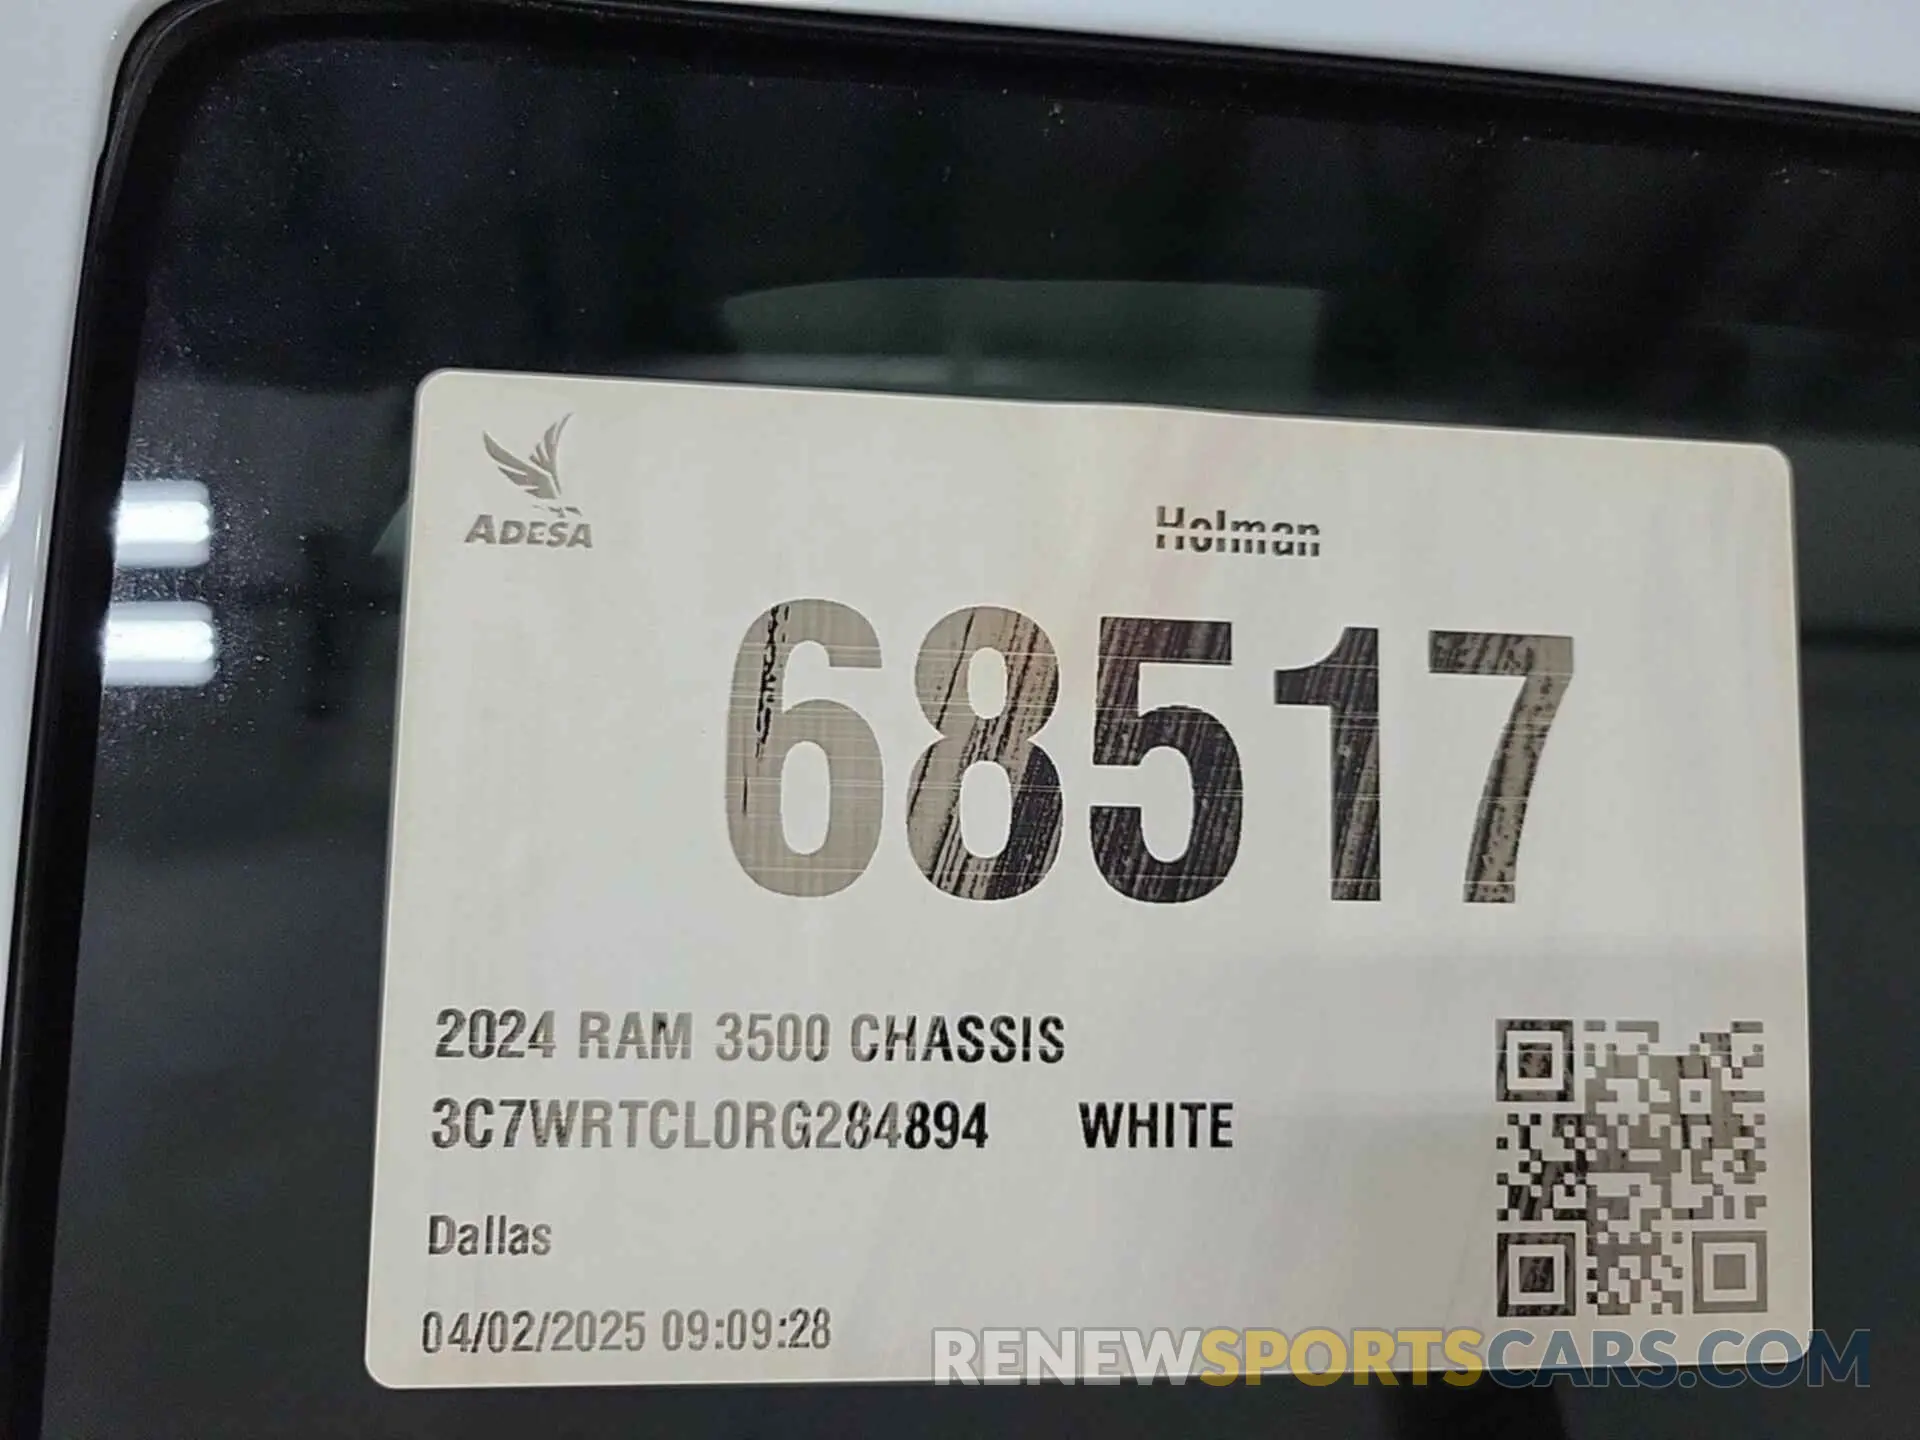 ADESA
Holman
68517
2024 RAM 3500 CHASSIS
3C7WRTCL0RG284894 WHITE
Dallas
04/02/2025 09:09:28
RENEWSPORTSCARS.COM